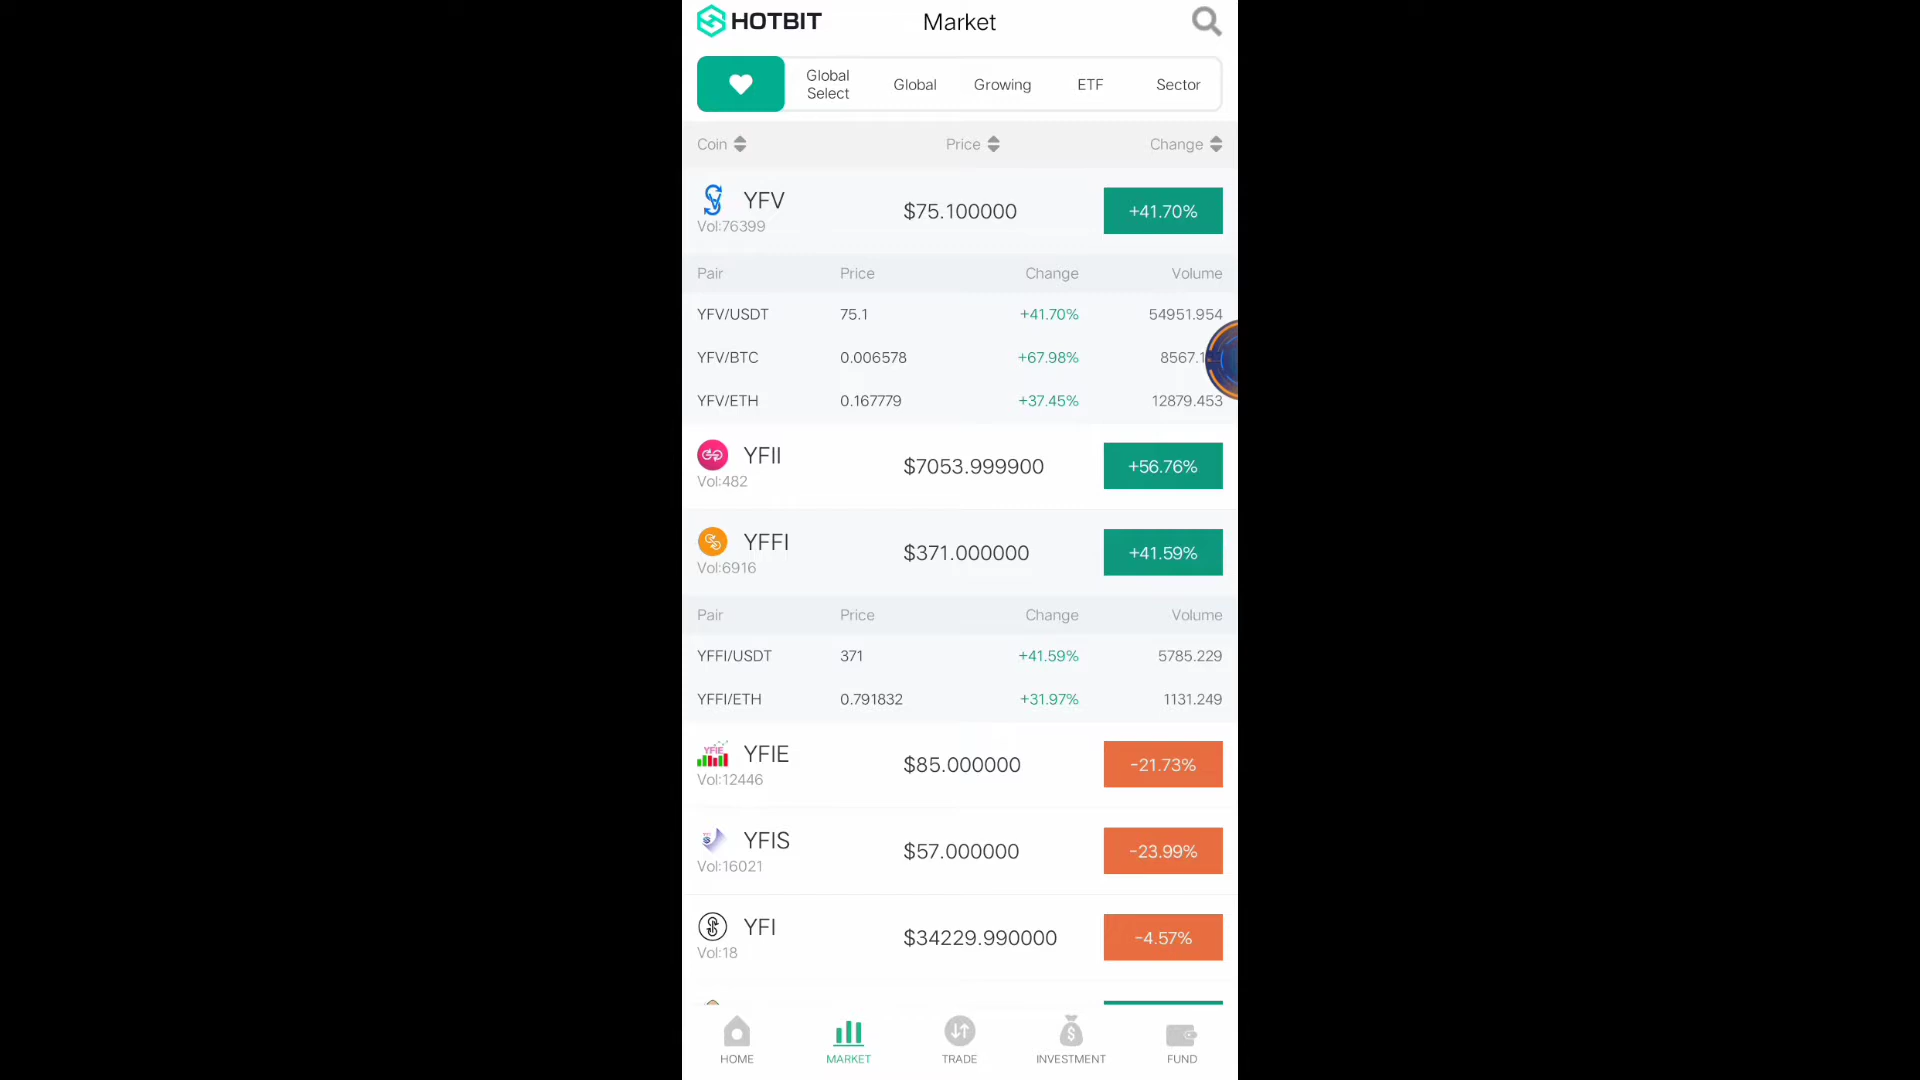 HOTBIT
Market
Global Select
Global
Growing
ETF
Sector
Coin Price Change
YFV $75.100000 +41.70%
Vol:76399
Pair Price Change Volume
YFV/USDT 75.1 +41.70% 54951.954
YFV/BTC 0.006578 +67.98%
YFV/ETH 0.167779 +37.45% 12879.453
YFII $7053.999900 +56.76%
Vol:482
YFFI $371.000000 +41.59%
Vol:6916
Pair Price Change Volume
YFFI/USDT 371 +41.59% 5785.229
YFFI/ETH 0.791832 +31.97% 1131.249
YFIE $85.000000 -21.73%
Vol:12446
YFIS $57.000000 -23.99%
Vol:16021
YFI $34229.990000 -4.57%
Vol:18
HOME MARKET TRADE INVESTMENT FUND